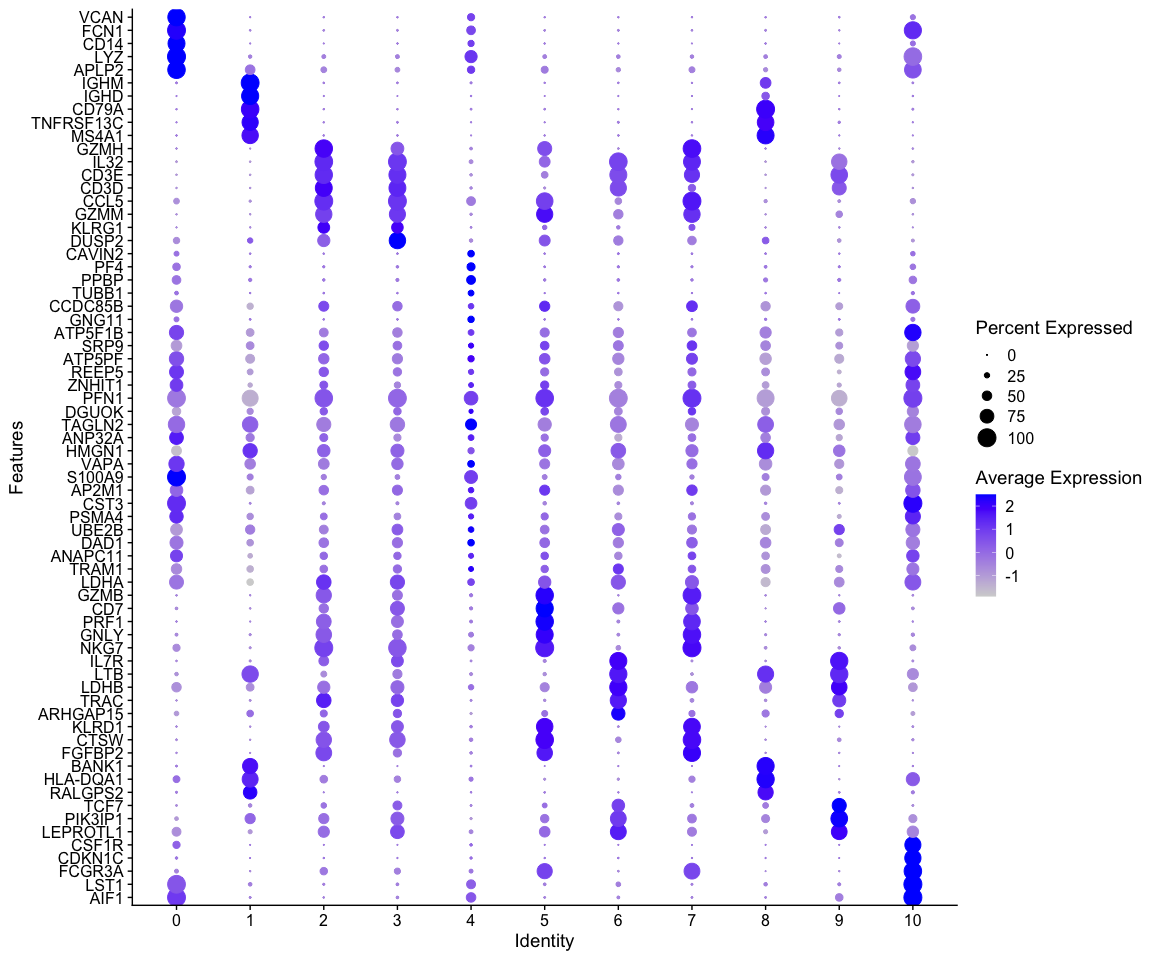 VCAN
FCN1
CD14
LYZ
APLP2
IGHM
IGHD
CD79A
TNFRSF13C
MS4A1
GZMH
IL32
CD3E
CD3D
CCL5
GZMM
KLRG1
DUSP2
CAVIN2
PF4
PPBP
TUBB1
CCDC85B
GNG11
ATP5F1B
SRP9
ATP5PF
REEP5
ZNHIT1
PFN1
DGUOK
TAGLN2
ANP32A
HMGN1
VAPA
S100A9
AP2M1
CST3
PSMA4
UBE2B
DAD1
ANAPC11
TRAM1
LDHA
GZMB
CD7
PRF1
GNLY
NKG7
IL7R
LTB
LDHB
TRAC
ARHGAP15
KLRD1
CTSW
FGFBP2
BANK1
HLA-DQA1
RALGPS2
TCF7
PIK3IP1
LEPROTL1
CSF1R
CDKN1C
FCGR3A
LST1
AIF1
Features
0 1 2 3 4 5 6 7 8 9 10
Identity
Percent Expressed
0
25
50
75
100
Average Expression
2
1
0
-1